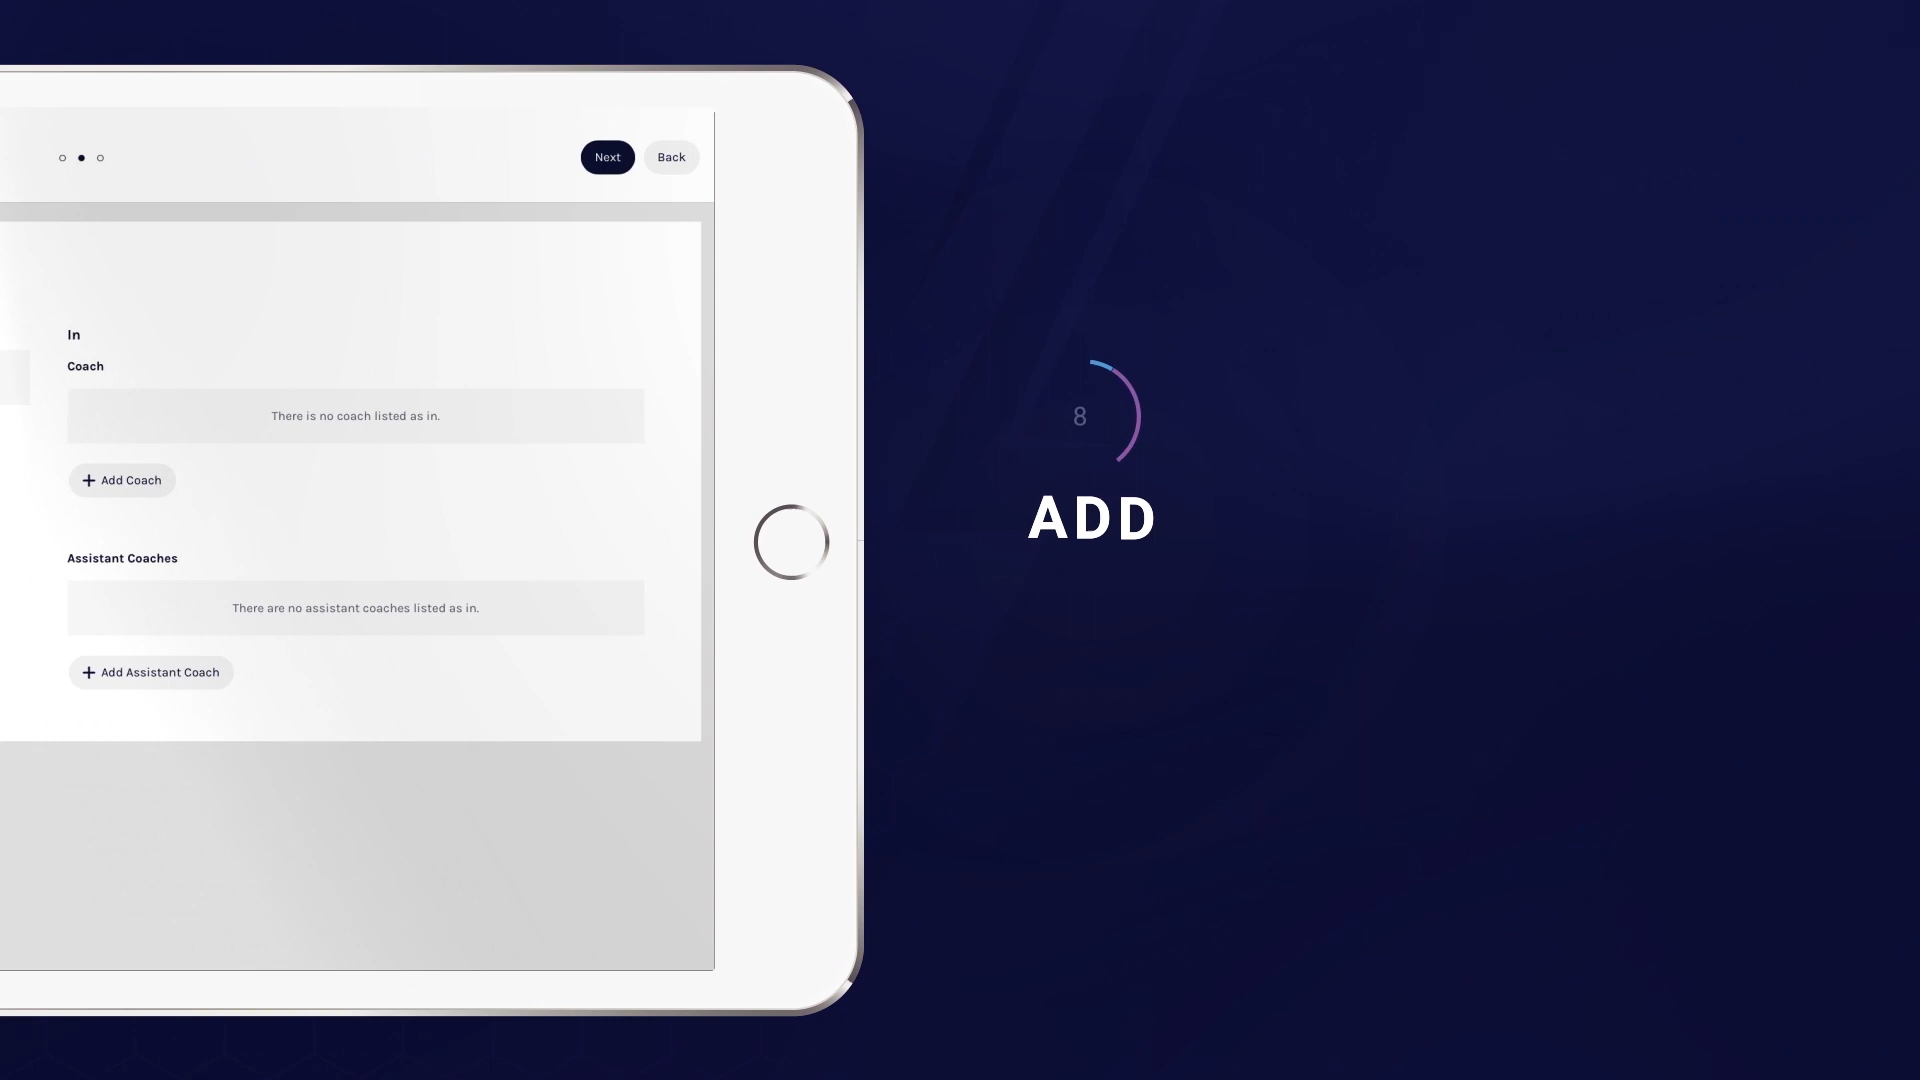 Next
Back
In
Coach
There is no coach listed as in.
Add Coach
Assistant Coaches
There are no assistant coaches listed as in.
Add Assistant Coach
8
ADD